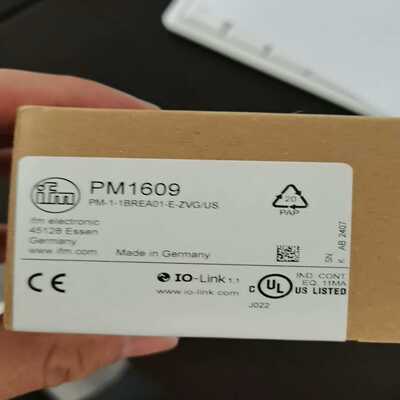 ifm
PM1609
PM-1-1BREA01-E-ZVG/US
ifm electronic
45128 Essen
Germany
www.ifm.com
Made in Germany
20
PAP
SN
K AB 2407
CE
IO-Link 1.1
www.io-link.com
c UL US LISTED
IND. CONT
EQ. 11MA
J022